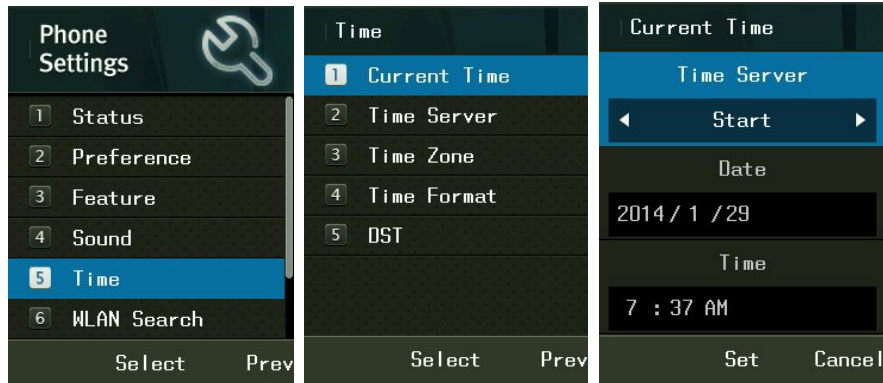 Phone
Settings
1 Status
2 Preference
3 Feature
4 Sound
5 Time
6 WLAN Search
Select Prev
Time
1 Current Time
2 Time Server
3 Time Zone
4 Time Format
5 DST
Select Prev
Current Time
Time Server
Start
Date
2014/ 1 /29
Time
7 : 37 AM
Set Cancel